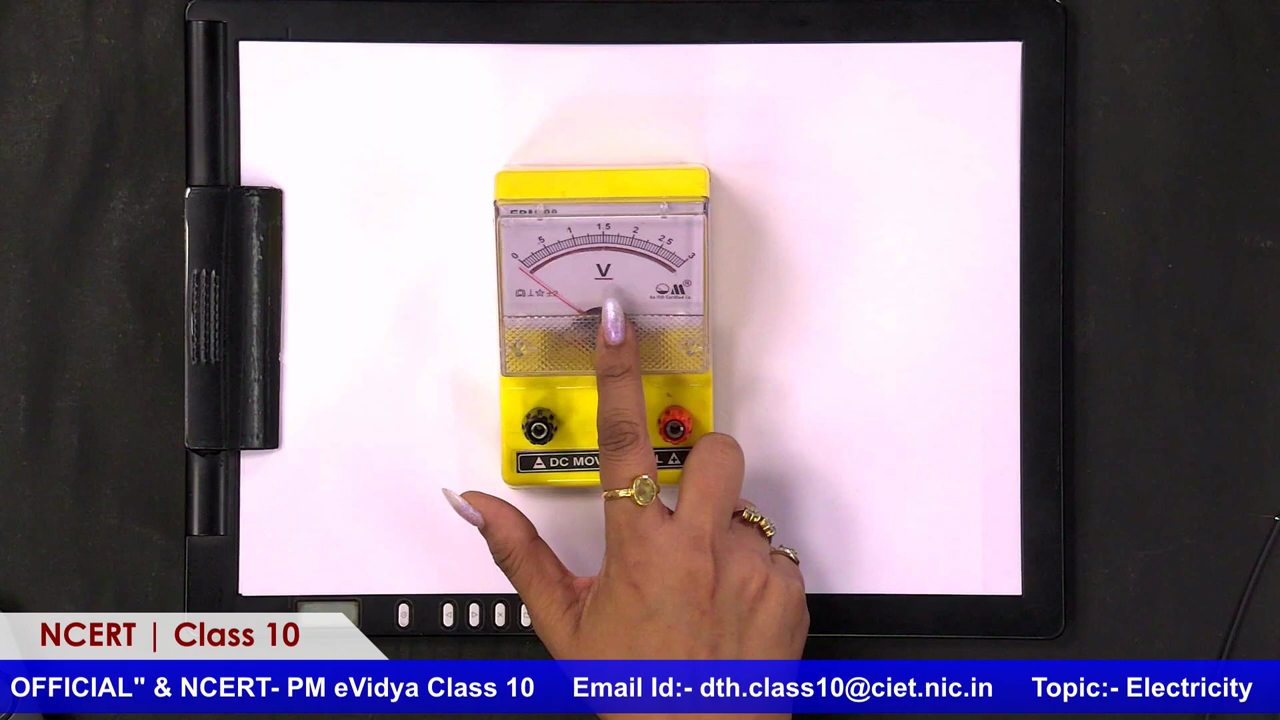 0 .5 1 1.5 2 2.5 3
V
OM®
DC MOV
NCERT | Class 10
OFFICIAL" & NCERT- PM eVidya Class 10 Email Id:- dth.class10@ciet.nic.in Topic:- Electricity